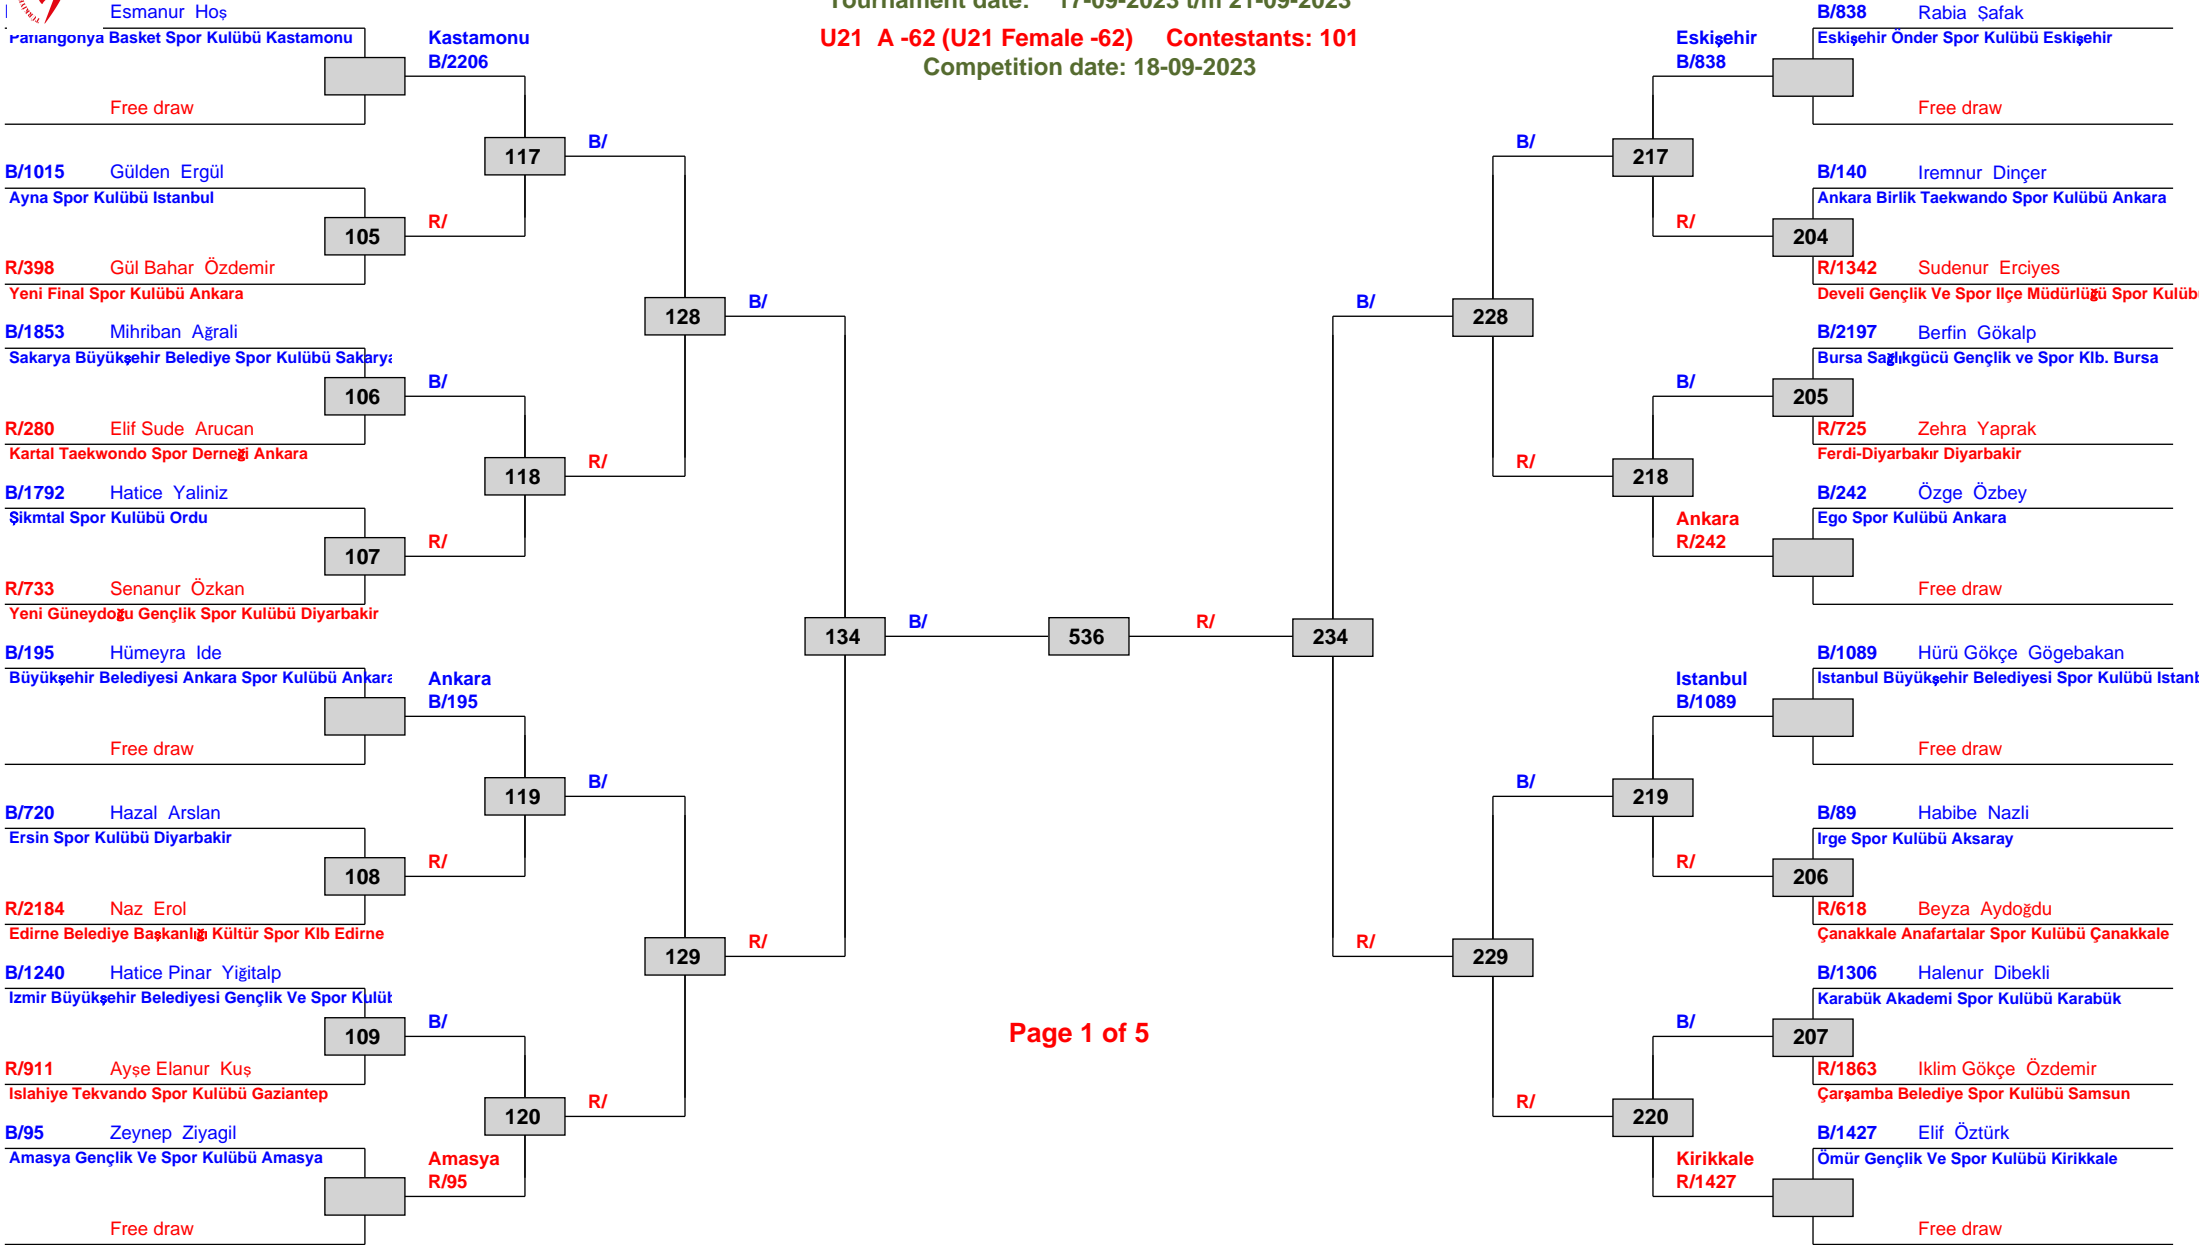 Tournament date: 17-09-2023 t/m 21-09-2023
U21 A -62 (U21 Female -62) Contestants: 101
Competition date: 18-09-2023
Esmanur Hoş
Paflangonya Basket Spor Kulübü Kastamonu
Kastamonu
B/2206
Free draw
117
B/
B/1015 Gülden Ergül
Ayna Spor Kulübü Istanbul
105
R/
R/398 Gül Bahar Özdemir
Yeni Final Spor Kulübü Ankara
128
B/
B/1853 Mihriban Ağrali
Sakarya Büyükşehir Belediye Spor Kulübü Sakarya
106
B/
R/280 Elif Sude Arucan
Kartal Taekwondo Spor Derneği Ankara
118
R/
B/1792 Hatice Yaliniz
Şikmtal Spor Kulübü Ordu
107
R/
R/733 Senanur Özkan
Yeni Güneydoğu Gençlik Spor Kulübü Diyarbakir
134
B/
536
R/
234
B/195 Hümeyra Ide
Büyükşehir Belediyesi Ankara Spor Kulübü Ankara
Ankara
B/195
Free draw
119
B/
B/720 Hazal Arslan
Ersin Spor Kulübü Diyarbakir
108
R/
R/2184 Naz Erol
Edirne Belediye Başkanlığı Kültür Spor Klb Edirne
129
R/
B/1240 Hatice Pinar Yiğitalp
Izmir Büyükşehir Belediyesi Gençlik Ve Spor Kulüb
109
B/
R/911 Ayşe Elanur Kuş
Islahiye Tekvando Spor Kulübü Gaziantep
120
R/
B/95 Zeynep Ziyagil
Amasya Gençlik Ve Spor Kulübü Amasya
Amasya
R/95
Free draw
Page 1 of 5
B/838 Rabia Şafak
Eskişehir Önder Spor Kulübü Eskişehir
Eskişehir
B/838
Free draw
B/
217
B/140 Iremnur Dinçer
Ankara Birlik Taekwando Spor Kulübü Ankara
R/
204
R/1342 Sudenur Erciyes
Develi Gençlik Ve Spor Ilçe Müdürlüğü Spor Kulüb
B/
228
B/2197 Berfin Gökalp
Bursa Sağlıkgücü Gençlik ve Spor Klb. Bursa
B/
205
R/725 Zehra Yaprak
Ferdi-Diyarbakır Diyarbakir
R/
218
B/242 Özge Özbey
Ego Spor Kulübü Ankara
Ankara
R/242
Free draw
B/1089 Hürü Gökçe Gögebakan
Istanbul Büyükşehir Belediyesi Spor Kulübü Istanb
Istanbul
B/1089
Free draw
B/
219
B/89 Habibe Nazli
Irge Spor Kulübü Aksaray
R/
206
R/618 Beyza Aydoğdu
Çanakkale Anafartalar Spor Kulübü Çanakkale
R/
229
B/1306 Halenur Dibekli
Karabük Akademi Spor Kulübü Karabük
B/
207
R/1863 Iklim Gökçe Özdemir
Çarşamba Belediye Spor Kulübü Samsun
R/
220
B/1427 Elif Öztürk
Ömür Gençlik Ve Spor Kulübü Kirikkale
Kirikkale
R/1427
Free draw